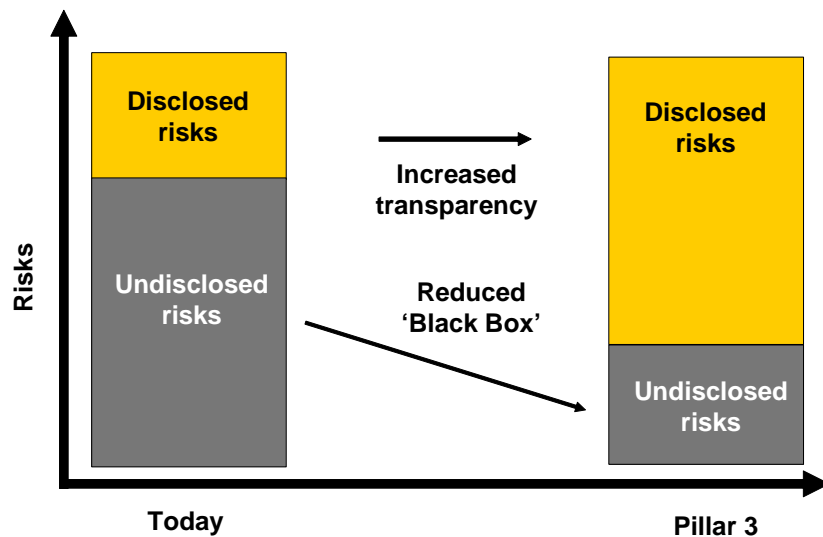 Disclosed
risks
Undisclosed
risks
Increased
transparency
Reduced
‘Black Box’
Disclosed
risks
Undisclosed
risks
Risks
Today
Pillar 3